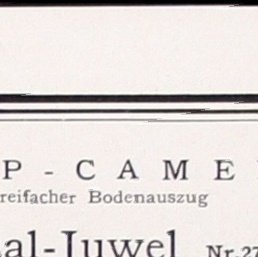 P - C A M E
reifacher Bodenauszug
al-Juwel Nr.27